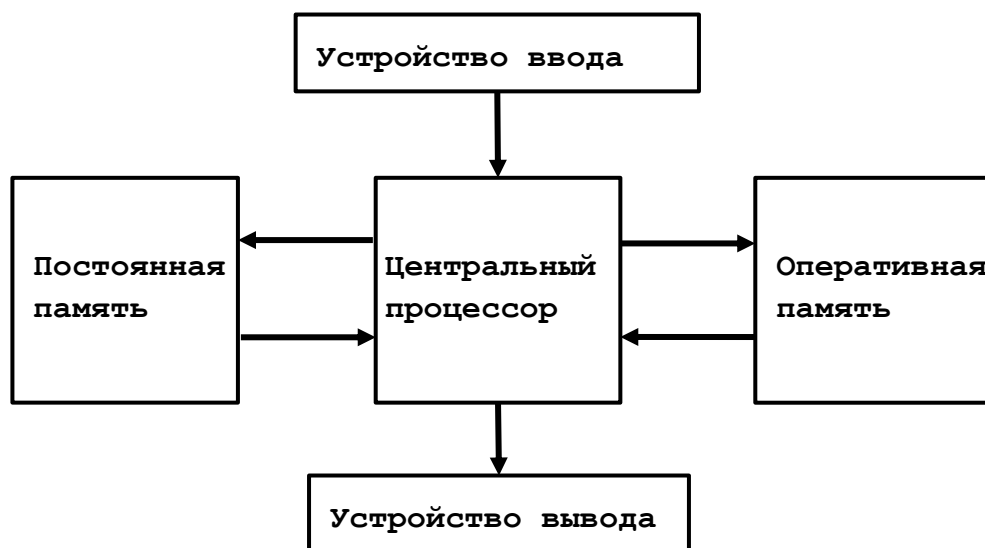 Устройство ввода
Постоянная
память
Центральный
процессор
Оперативная
память
Устройство вывода